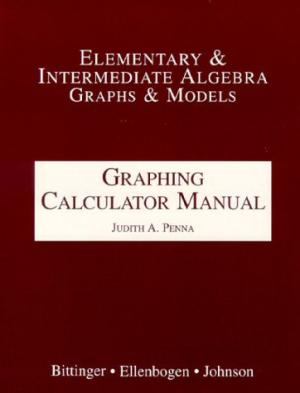 ELEMENTARY &
INTERMEDIATE ALGEBRA
GRAPHS & MODELS
GRAPHING
CALCULATOR MANUAL
JUDITH A. PENNA
Bittinger • Ellenbogen • Johnson